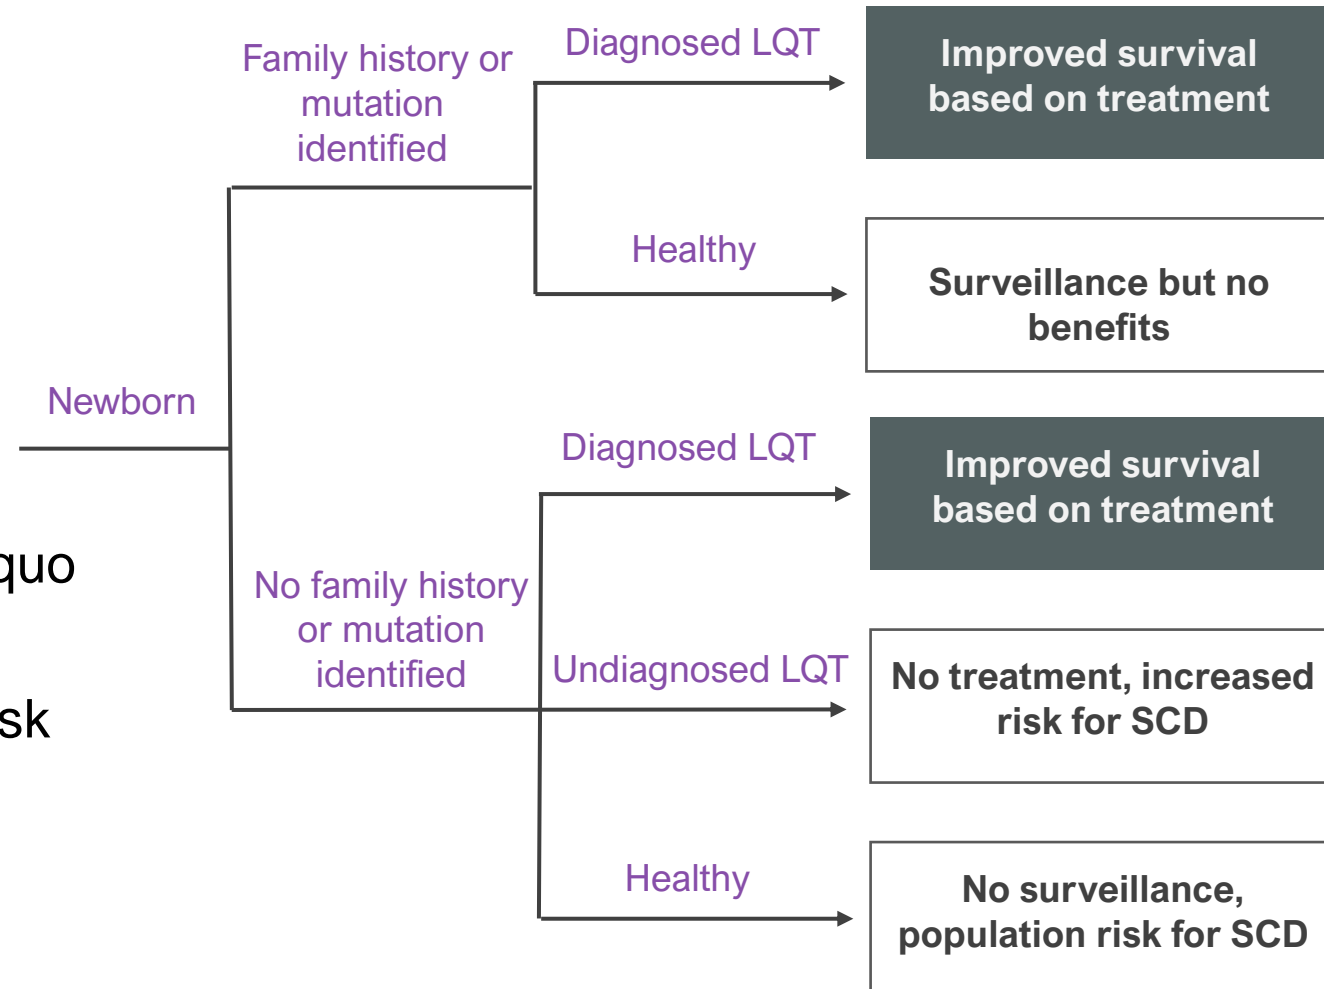 Family history or
mutation
identified
Diagnosed LQT
Improved survival
based on treatment
Healthy
Surveillance but no
benefits
Newborn
Diagnosed LQT
Improved survival
based on treatment
quo
No family history
or mutation
identified
Undiagnosed LQT
No treatment, increased
risk for SCD
sk
Healthy
No surveillance,
population risk for SCD